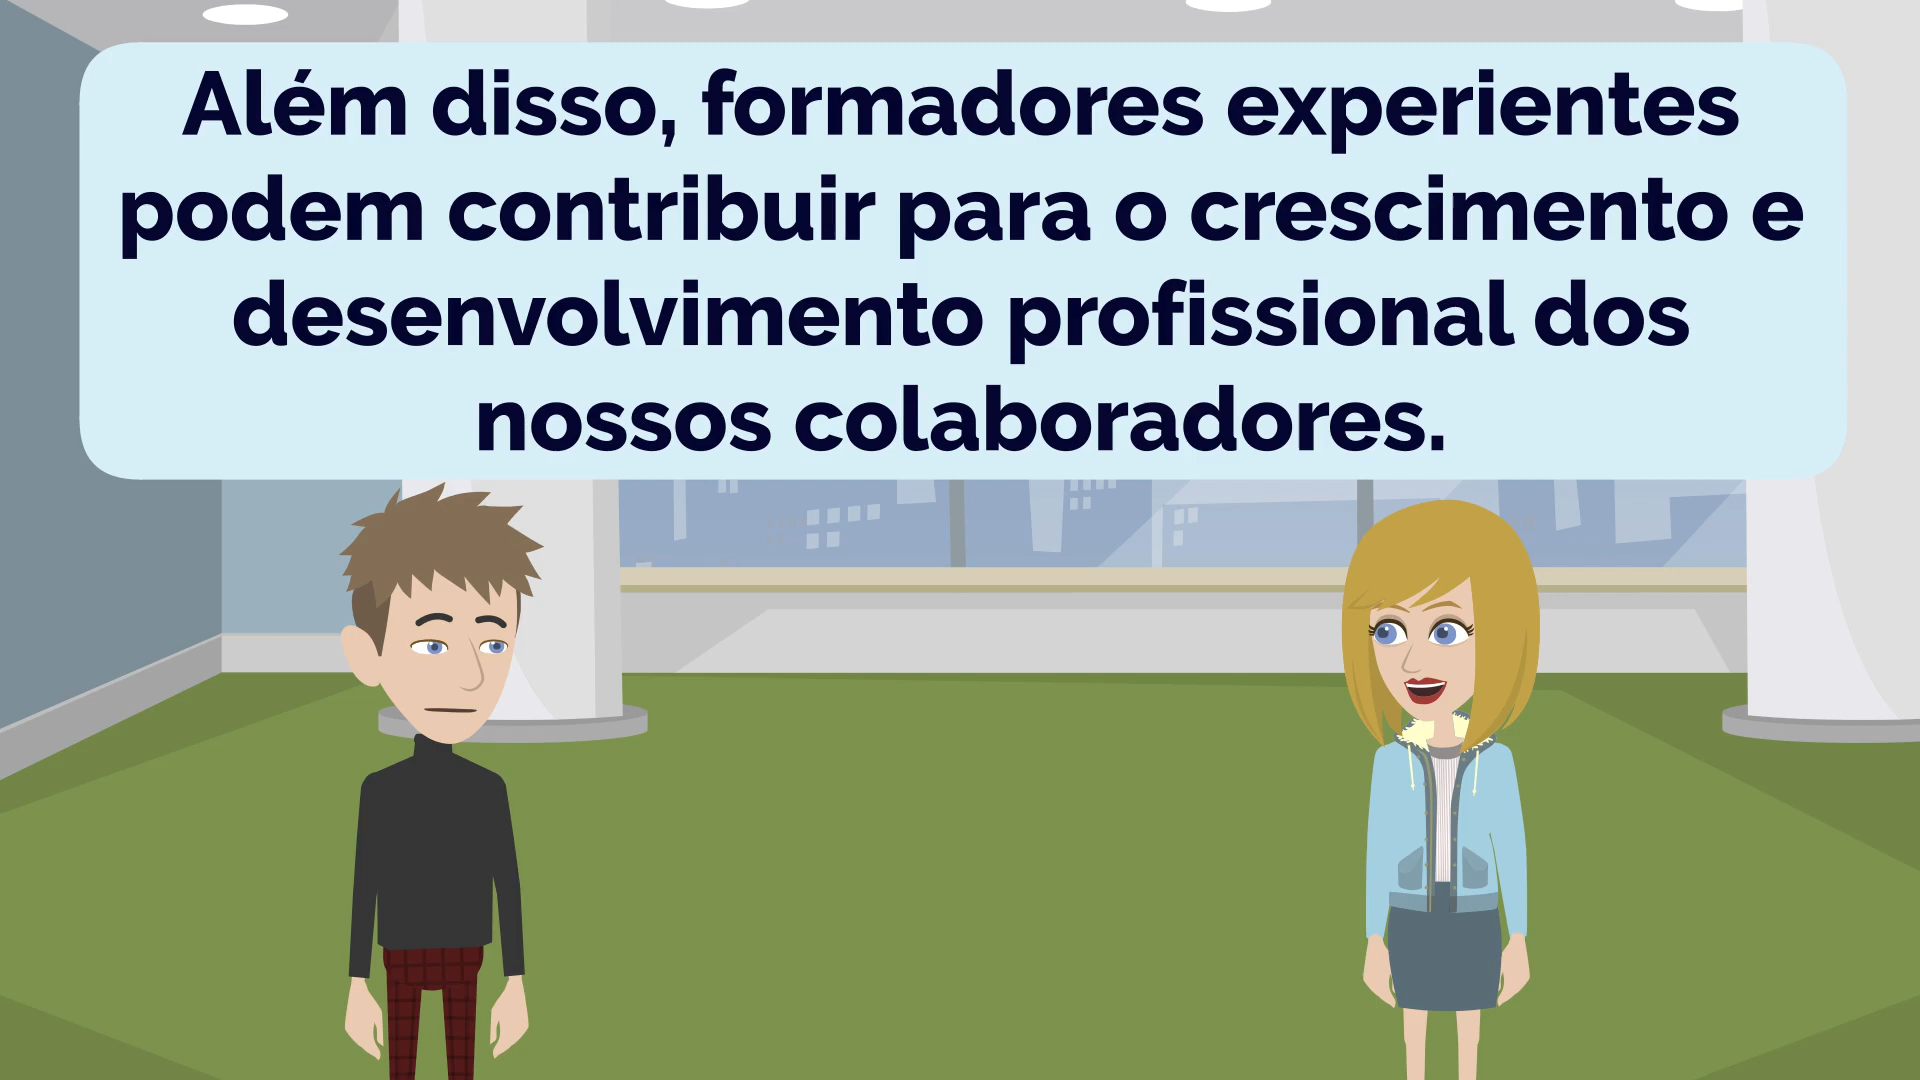 Além disso, formadores experientes
podem contribuir para o crescimento e
desenvolvimento profissional dos
nossos colaboradores.